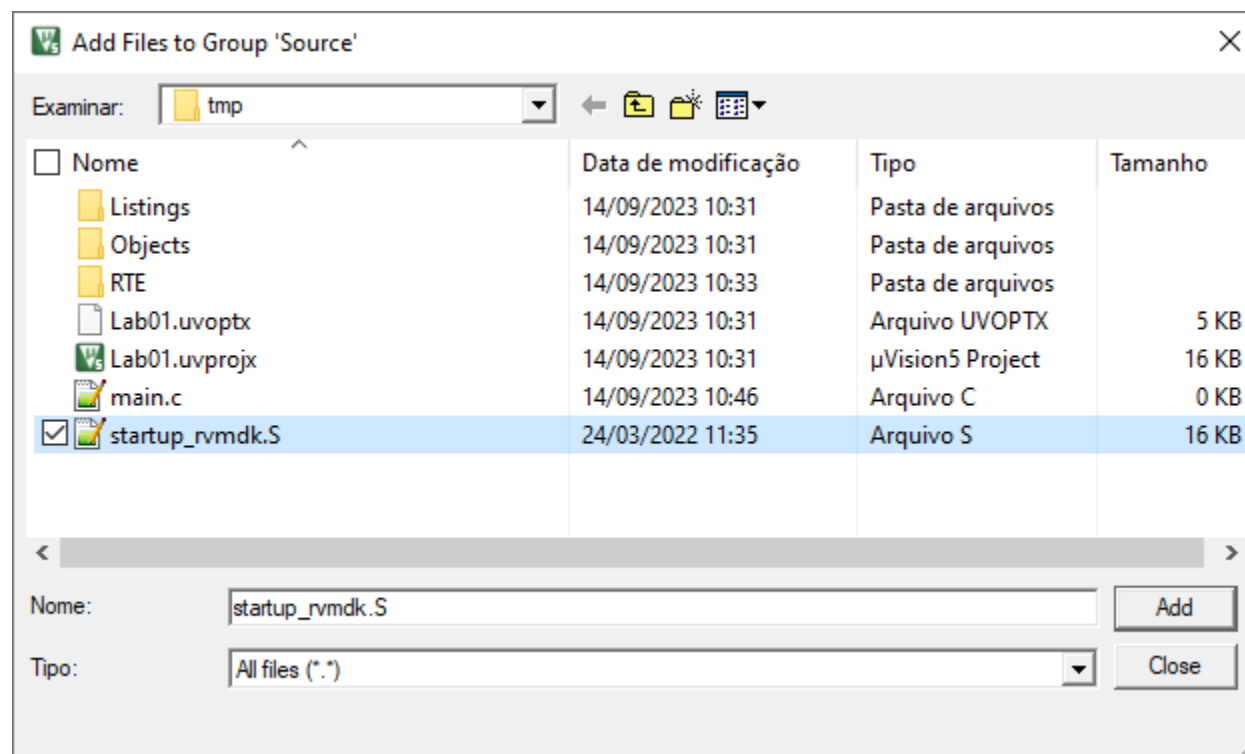 Add Files to Group 'Source'
Examinar: tmp
Nome Data de modificação Tipo Tamanho
Listings 14/09/2023 10:31 Pasta de arquivos
Objects 14/09/2023 10:31 Pasta de arquivos
RTE 14/09/2023 10:33 Pasta de arquivos
Lab01.uvoptx 14/09/2023 10:31 Arquivo UVOPTX 5 KB
Lab01.uvprojx 14/09/2023 10:31 µVision5 Project 16 KB
main.c 14/09/2023 10:46 Arquivo C 0 KB
startup_rvmdk.S 24/03/2022 11:35 Arquivo S 16 KB
Nome: startup_rvmdk.S Add
Tipo: All files (*.*) Close